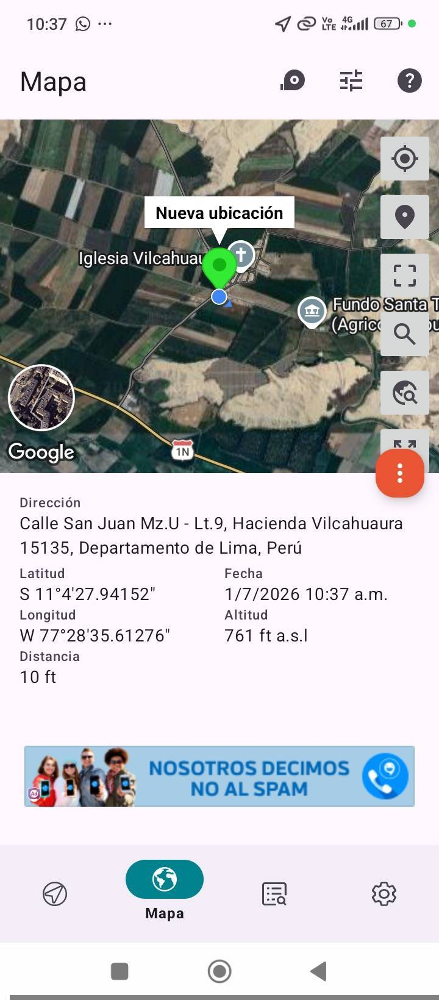 10:37
Vo LTE 4G 67
Mapa
Nueva ubicación
Iglesia Vilcahuau
Fundo Santa T
(Agric
Google
1N
Dirección
Calle San Juan Mz.U - Lt.9, Hacienda Vilcahuaura
15135, Departamento de Lima, Perú
Latitud
Fecha
S 11°4'27.94152"
1/7/2026 10:37 a.m.
Longitud
Altitud
W 77°28'35.61276"
761 ft a.s.l
Distancia
10 ft
NOSOTROS DECIMOS
NO AL SPAM
Ad
Mapa